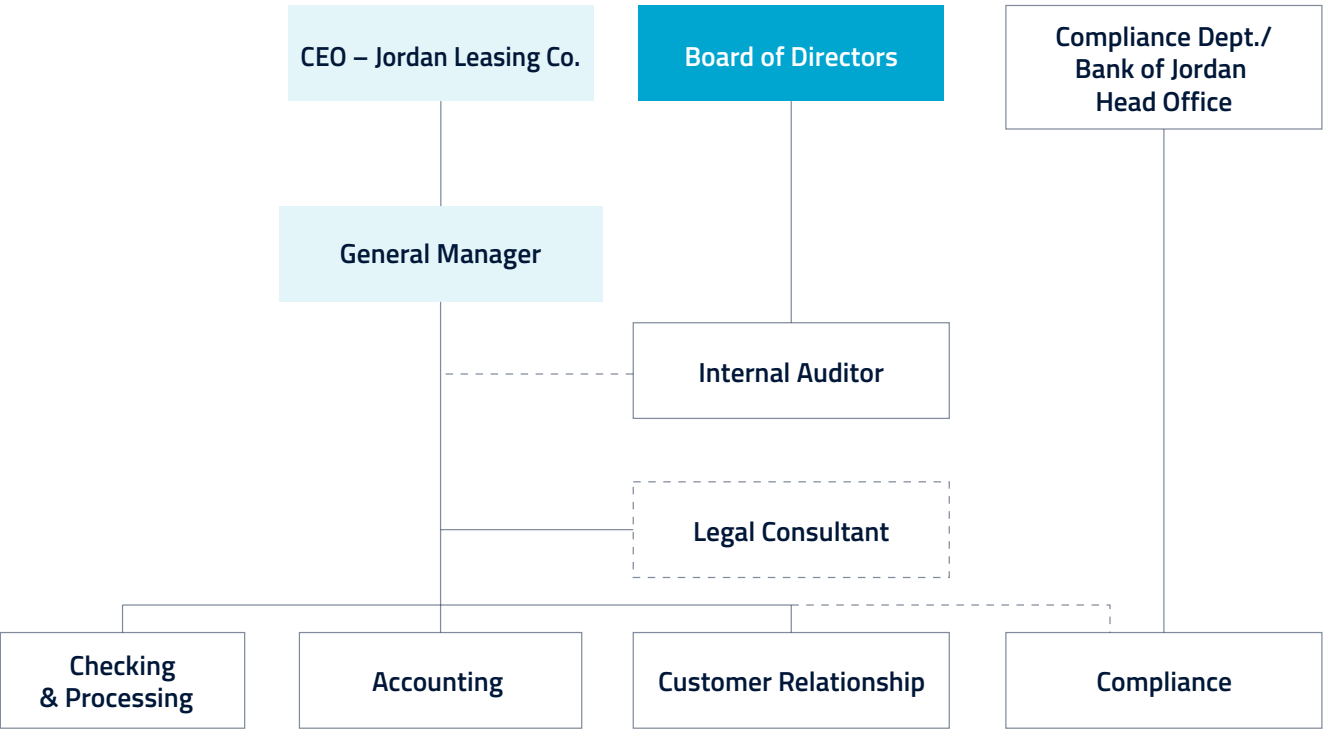 CEO – Jordan Leasing Co.
Board of Directors
Compliance Dept./
Bank of Jordan
Head Office
General Manager
Internal Auditor
Legal Consultant
Checking
& Processing
Accounting
Customer Relationship
Compliance